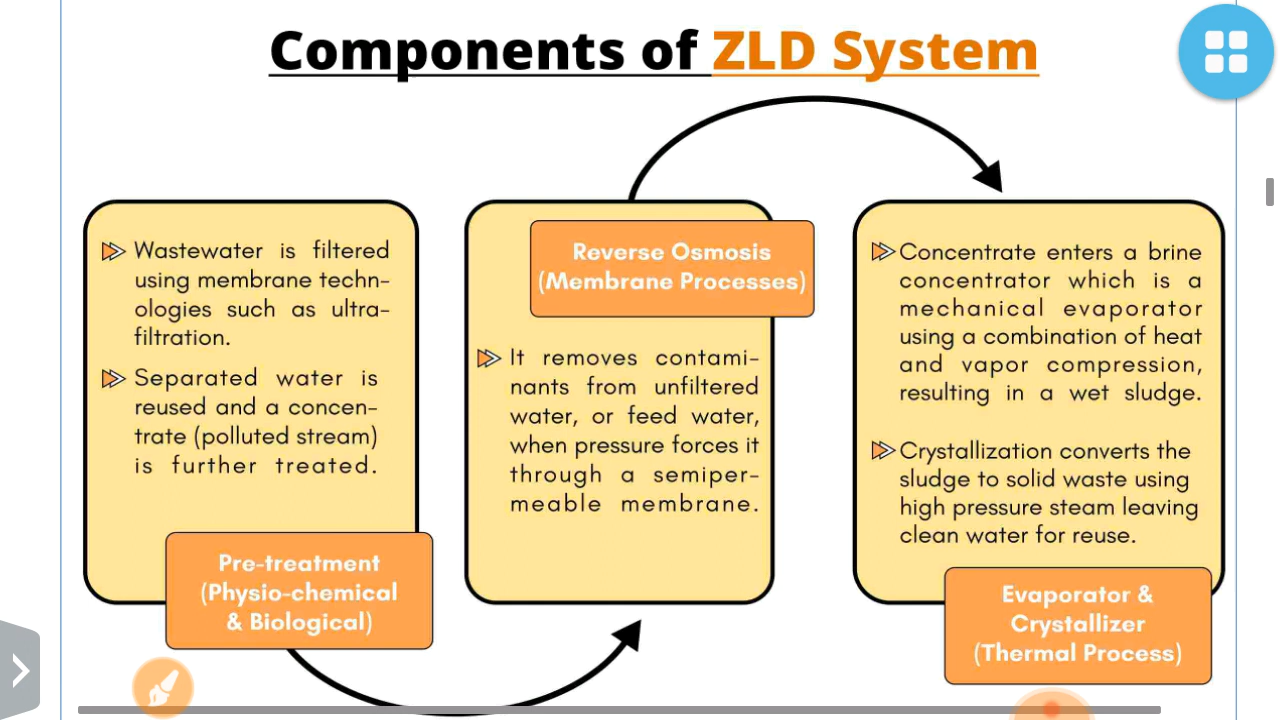 Components of ZLD System
Wastewater is filtered
using membrane techn-
ologies such as ultra-
filtration.
Separated water is
reused and a concen-
trate (polluted stream)
is further treated.
Pre-treatment
(Physio-chemical
& Biological)
Reverse Osmosis
(Membrane Processes)
It removes contami-
nants from unfiltered
water, or feed water,
when pressure forces it
through a semiper-
meable membrane.
Concentrate enters a brine
concentrator which is a
mechanical evaporator
using a combination of heat
and vapor compression,
resulting in a wet sludge.
Crystallization converts the
sludge to solid waste using
high pressure steam leaving
clean water for reuse.
Evaporator &
Crystallizer
(Thermal Process)